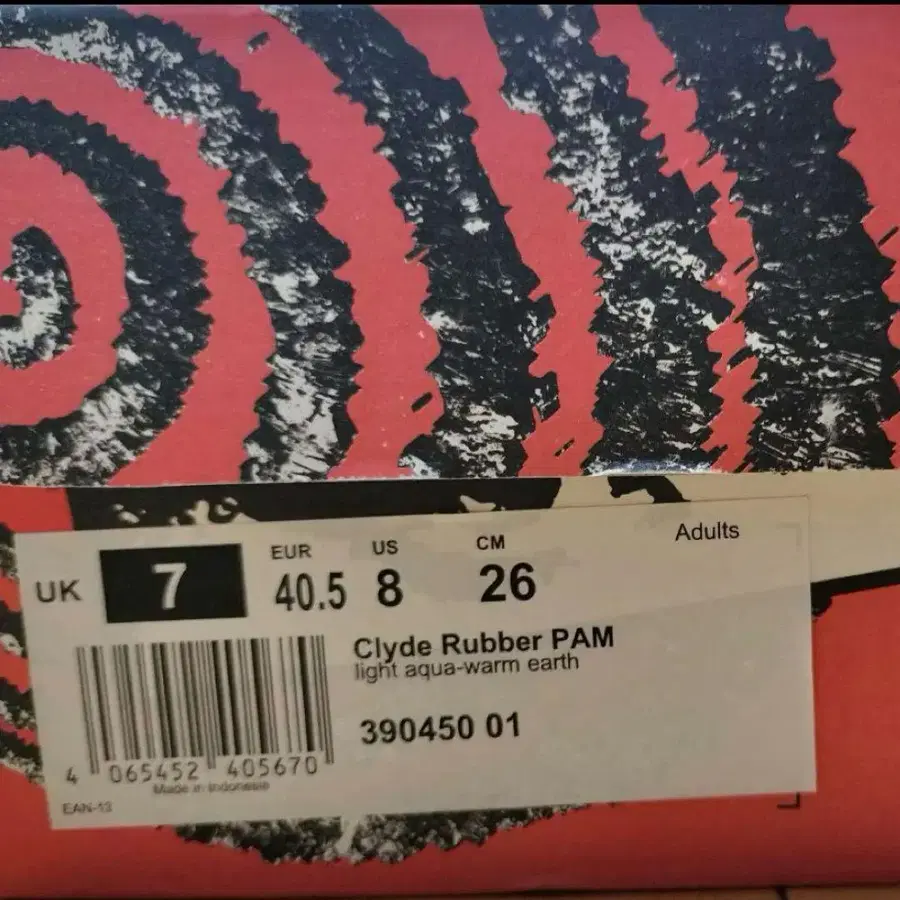 Adults
EUR US CM
UK 7 40.5 8 26
Clyde Rubber PAM
light aqua-warm earth
390450 01
4 065452 405670
Made in Indonesia
EAN-13